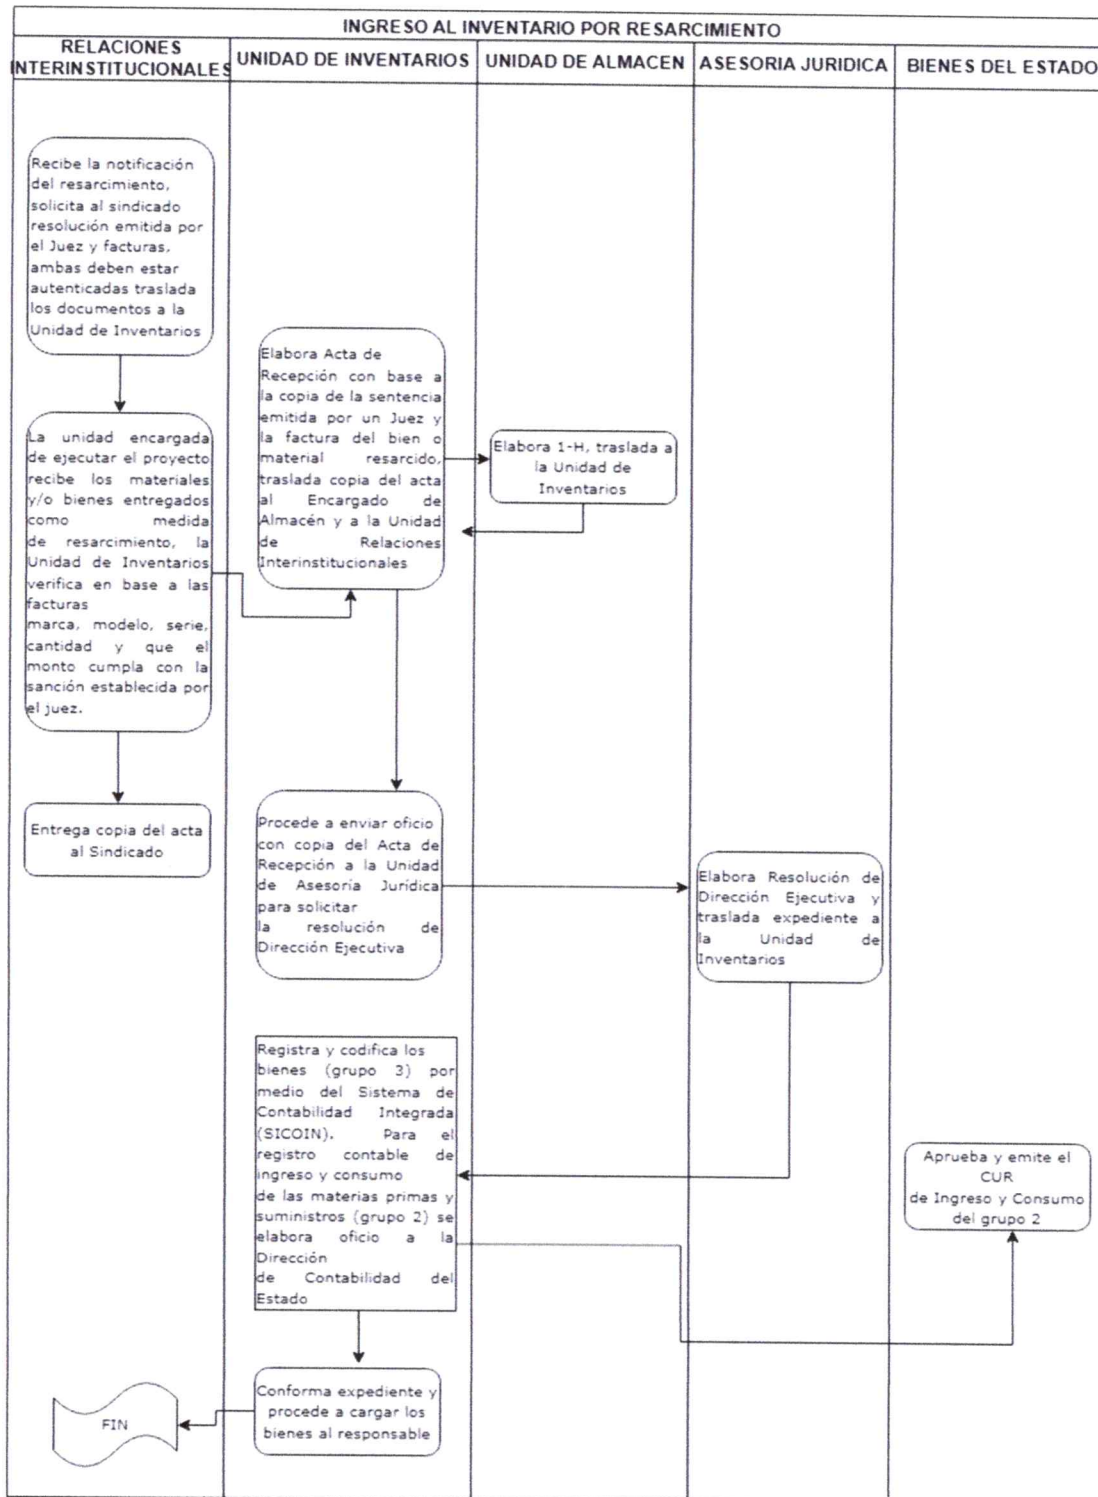 INGRESO AL INVENTARIO POR RESARCIMIENTO
RELACIONES
INTERINSTITUCIONALES
UNIDAD DE INVENTARIOS
UNIDAD DE ALMACEN
ASESORIA JURIDICA
BIENES DEL ESTADO
Recibe la notificación
del resarcimiento,
solicita al sindicado
resolución emitida por
el Juez y facturas,
ambas deben estar
autenticadas traslada
los documentos a la
Unidad de Inventarios
La unidad encargada
de ejecutar el proyecto
recibe los materiales
y/o bienes entregados
como medida
de resarcimiento, la
Unidad de Inventarios
verifica en base a las
facturas
marca, modelo, serie,
cantidad y que el
monto cumpla con la
sanción establecida por
el juez.
Entrega copia del acta
al Sindicado
Elabora Acta de
Recepción con base a
la copia de la sentencia
emitida por un Juez y
la factura del bien o
material resarcido,
traslada copia del acta
al Encargado de
Almacén y a la Unidad
de Relaciones
Interinstitucionales
Elabora 1-H, traslada a
la Unidad de
Inventarios
Procede a enviar oficio
con copia del Acta de
Recepción a la Unidad
de Asesoría Jurídica
para solicitar
la resolución de
Dirección Ejecutiva
Elabora Resolución de
Dirección Ejecutiva y
traslada expediente a
la Unidad de
Inventarios
Registra y codifica los
bienes (grupo 3) por
medio del Sistema de
Contabilidad Integrada
(SICOIN). Para el
registro contable de
ingreso y consumo
de las materias primas y
suministros (grupo 2) se
elabora oficio a la
Dirección
de Contabilidad del
Estado
Aprueba y emite el
CUR
de Ingreso y Consumo
del grupo 2
Conforma expediente y
procede a cargar los
bienes al responsable
FIN